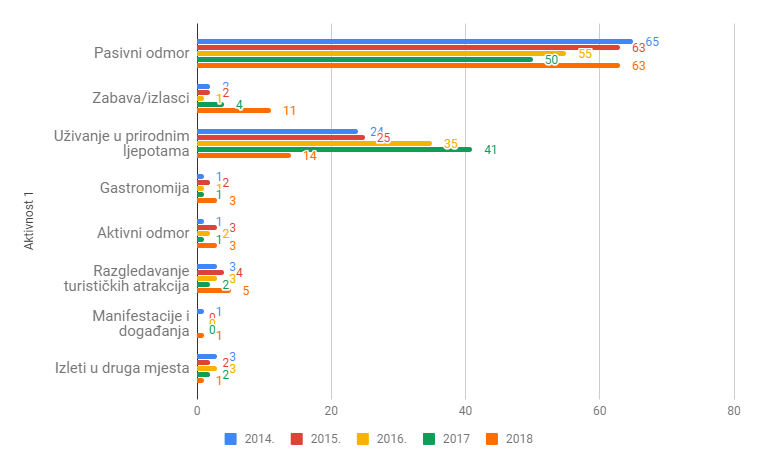 Aktivnost 1
Pasivni odmor
65
63
55
50
63
Zabava/izlasci
2
2
1
4
11
Uživanje u prirodnim
ljepotama
24
25
35
41
14
Gastronomija
1
2
1
1
3
Aktivni odmor
1
3
2
1
3
Razgledavanje
turističkih atrakcija
3
4
3
2
5
Manifestacije i
događanja
1
0
0
0
1
Izleti u druga mjesta
3
2
3
2
1
0 20 40 60 80
2014. 2015. 2016. 2017 2018